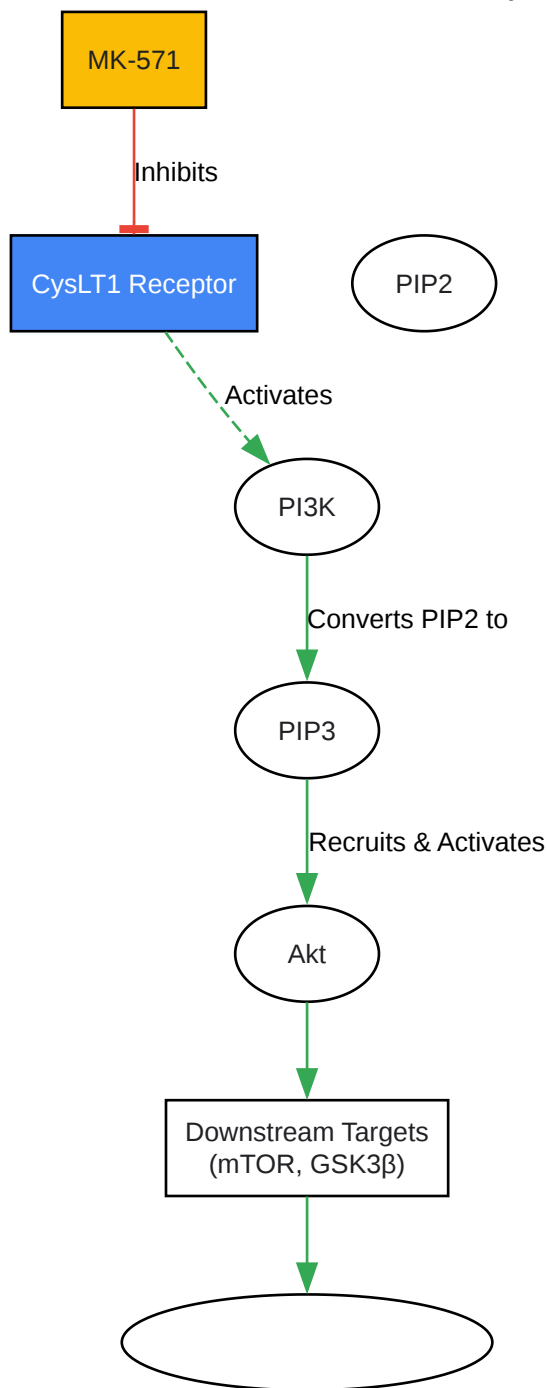 MK-571
Inhibits
CysLT1 Receptor
PIP2
Activates
PI3K
Converts PIP2 to
PIP3
Recruits & Activates
Akt
Downstream Targets
(mTOR, GSK3β)